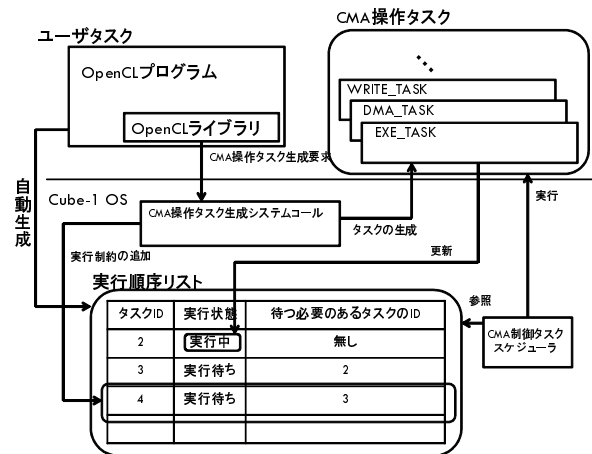 ユーザタスク
CMA操作タスク
OpenCLプログラム
OpenCLライブラリ
WRITE_TASK
DMA_TASK
EXE_TASK
CMA操作タスク生成要求
自動生成
Cube-1 OS
CMA操作タスク生成システムコール
タスクの生成
実行
実行制約の追加
更新
実行順序リスト
参照
タスクID 実行状態 待つ必要のあるタスクのID
2 実行中 無し
3 実行待ち 2
4 実行待ち 3
CMA制御タスク
スケジューラ